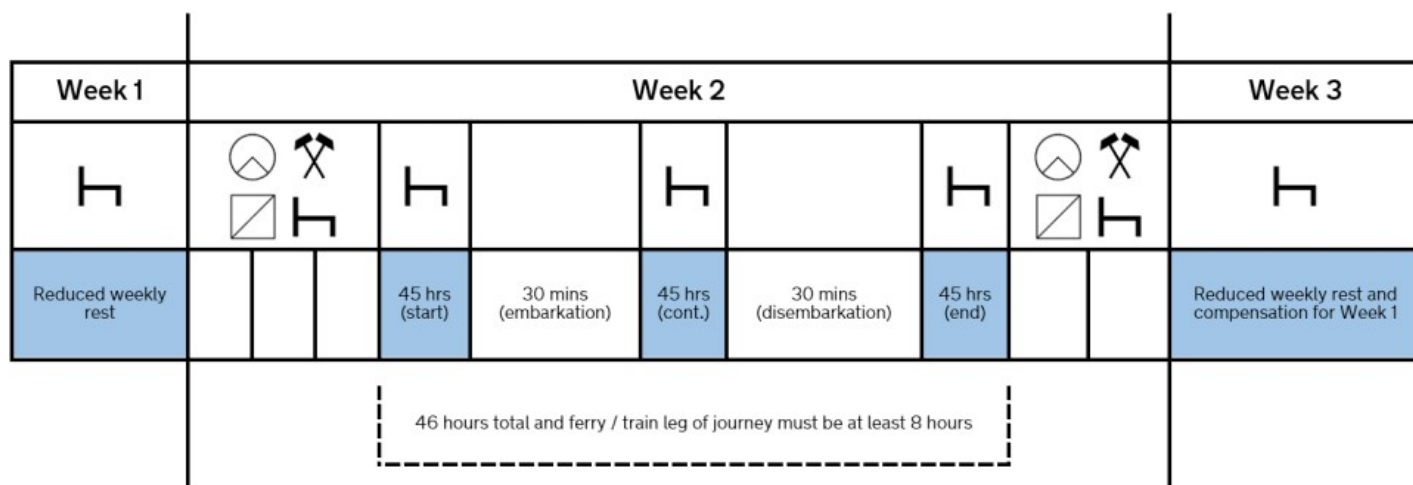 Week 1
Week 2
Week 3
Reduced weekly
rest
45 hrs
(start)
30 mins
(embarkation)
45 hrs
(cont.)
30 mins
(disembarkation)
45 hrs
(end)
Reduced weekly rest and
compensation for Week 1
46 hours total and ferry / train leg of journey must be at least 8 hours